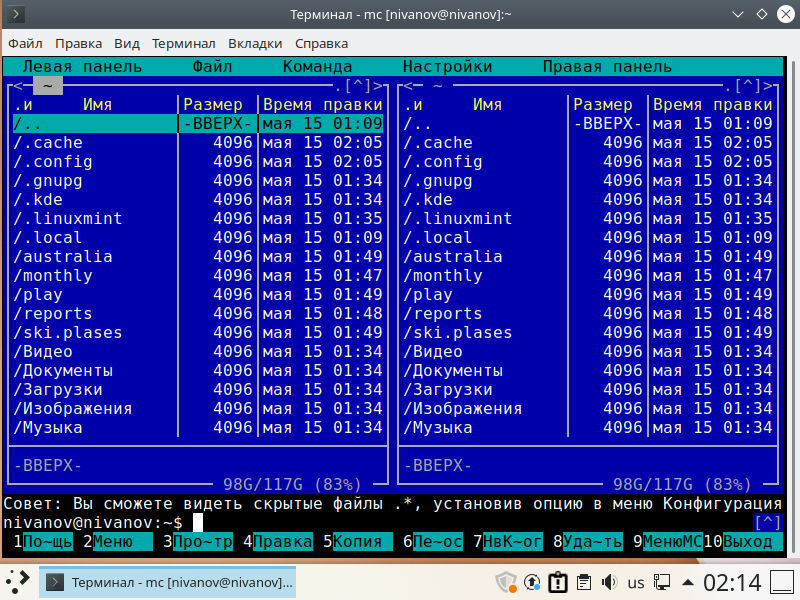 Терминал - mc [nivanov@nivanov]:~
Файл Правка Вид Терминал Вкладки Справка
Левая панель Файл Команда Настройки Правая панель
<─ ~ ─.[^]>
.и Имя Размер Время правки
/.. -ВВЕРХ- мая 15 01:09
/.cache 4096 мая 15 02:05
/.config 4096 мая 15 02:05
/.gnupg 4096 мая 15 01:34
/.kde 4096 мая 15 01:34
/.linuxmint 4096 мая 15 01:35
/.local 4096 мая 15 01:09
/australia 4096 мая 15 01:49
/monthly 4096 мая 15 01:47
/play 4096 мая 15 01:49
/reports 4096 мая 15 01:48
/ski.plases 4096 мая 15 01:49
/Видео 4096 мая 15 01:34
/Документы 4096 мая 15 01:34
/Загрузки 4096 мая 15 01:34
/Изображения 4096 мая 15 01:34
/Музыка 4096 мая 15 01:34
-ВВЕРХ-
98G/117G (83%)
<─ ~ ─.[^]>
.и Имя Размер Время правки
/.. -ВВЕРХ- мая 15 01:09
/.cache 4096 мая 15 02:05
/.config 4096 мая 15 02:05
/.gnupg 4096 мая 15 01:34
/.kde 4096 мая 15 01:34
/.linuxmint 4096 мая 15 01:35
/.local 4096 мая 15 01:09
/australia 4096 мая 15 01:49
/monthly 4096 мая 15 01:47
/play 4096 мая 15 01:49
/reports 4096 мая 15 01:48
/ski.plases 4096 мая 15 01:49
/Видео 4096 мая 15 01:34
/Документы 4096 мая 15 01:34
/Загрузки 4096 мая 15 01:34
/Изображения 4096 мая 15 01:34
/Музыка 4096 мая 15 01:34
-ВВЕРХ-
98G/117G (83%)
Совет: Вы сможете видеть скрытые файлы .*, установив опцию в меню Конфигурация
nivanov@nivanov:~$ [^]
1По~щь 2Меню 3Про~тр 4Правка 5Копия 6Пе~ос 7НвК~ог 8Уда~ть 9МенюMC 10Выход
Терминал - mc [nivanov@nivanov]... us 02:14